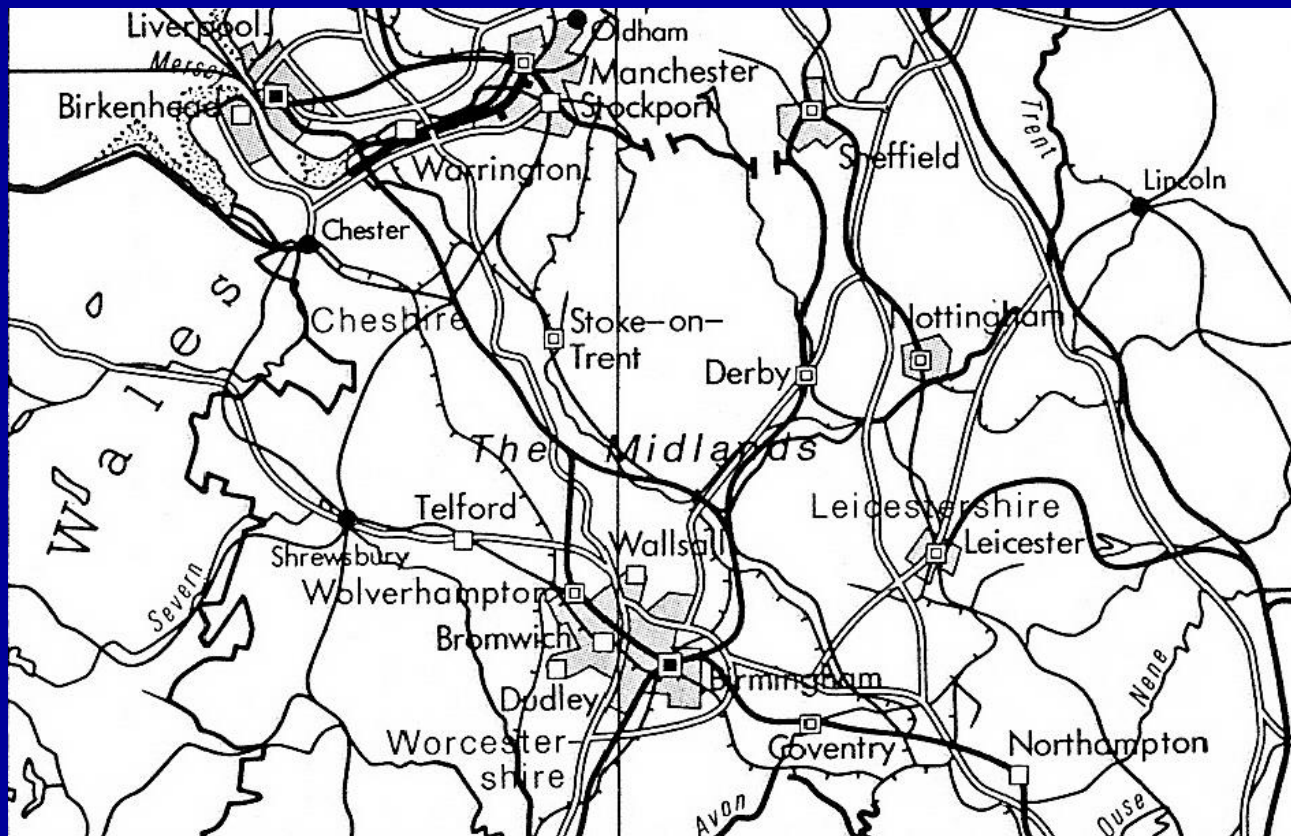 Liverpool
Oldham
Mersey
Manchester
Birkenhead
Stockport
Trent
Warrington
Sheffield
Lincoln
Chester
Wales
Cheshire
Stoke-on-
Trent
Nottingham
Derby
The Midlands
Telford
Leicestershire
Shrewsbury
Wallsall
Leicester
Severn
Wolverhampton
Bromwich
Nene
Dudley
Birmingham
Worcester-
shire
Coventry
Northampton
Avon
Ouse